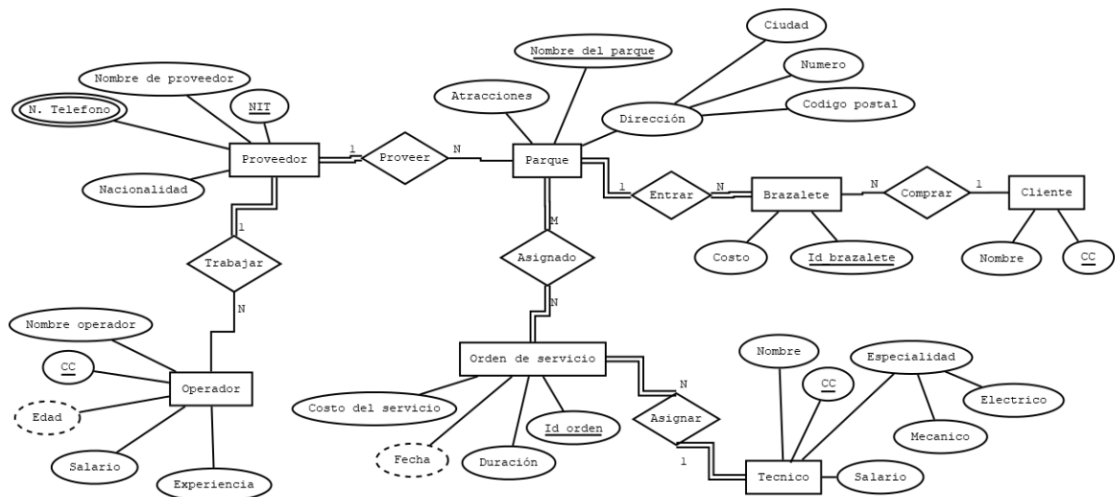 Ciudad
Nombre del parque
Numero
Nombre de proveedor
N. Telefono
NIT
Atracciones
Codigo postal
Dirección
Proveedor
1
Proveer
N
Parque
Nacionalidad
1
Entrar
N
Brazalete
N
Comprar
1
Cliente
1
M
Trabajar
Asignado
Costo
Id brazalete
Nombre
CC
N
N
Nombre operador
Orden de servicio
Nombre
Especialidad
CC
CC
Operador
N
Electrico
Edad
Costo del servicio
Asignar
Id orden
Mecanico
Salario
Fecha
Duración
1
Experiencia
Tecnico
Salario